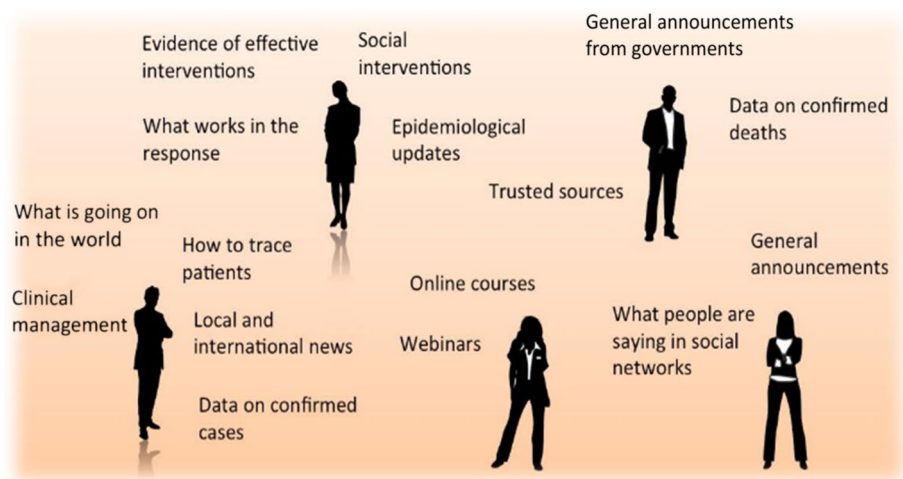 General announcements
from governments
Evidence of effective
interventions
Social
interventions
Data on confirmed
deaths
What works in the
response
Epidemiological
updates
Trusted sources
What is going on
in the world
How to trace
patients
General
announcements
Online courses
Clinical
management
Local and
international news
Webinars
What people are
saying in social
networks
Data on confirmed
cases